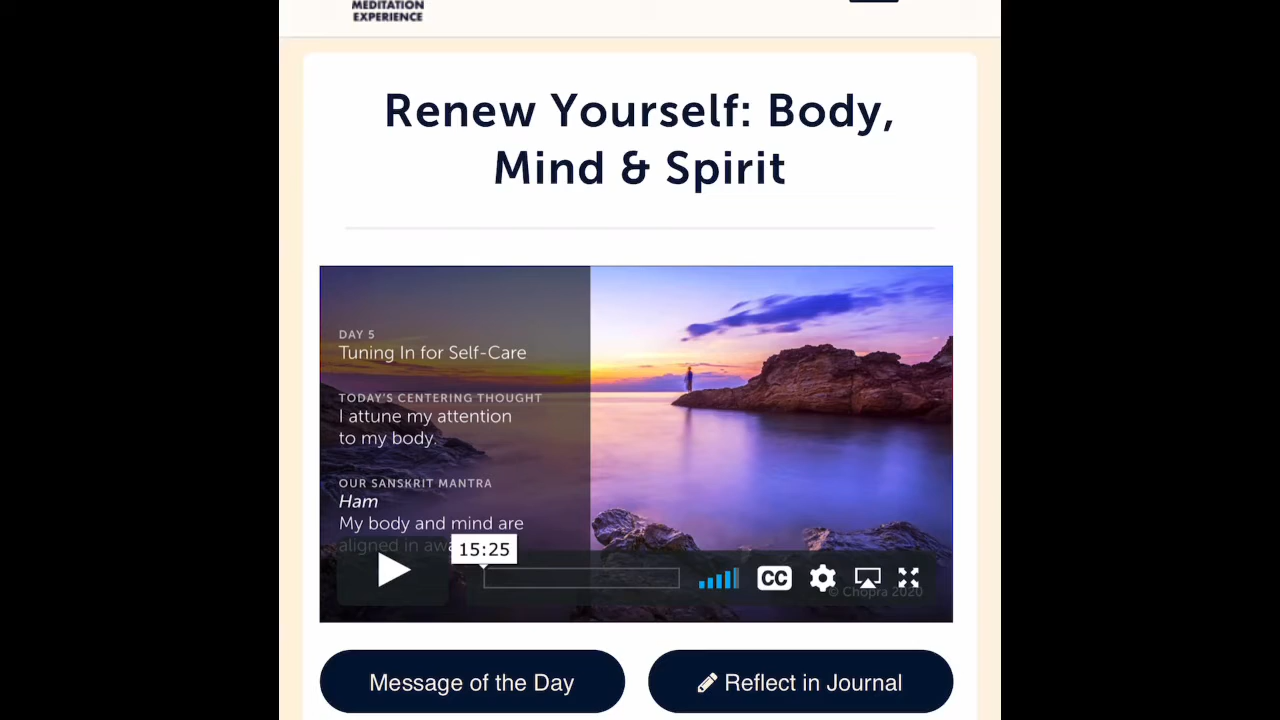 MEDITATION
EXPERIENCE
Renew Yourself: Body,
Mind & Spirit
DAY 5
Tuning In for Self-Care
TODAY'S CENTERING THOUGHT
I attune my attention
to my body.
OUR SANSKRIT MANTRA
Ham
My body and mind are
aligned in
15:25
CC
© Chopra 2020
Message of the Day
Reflect in Journal